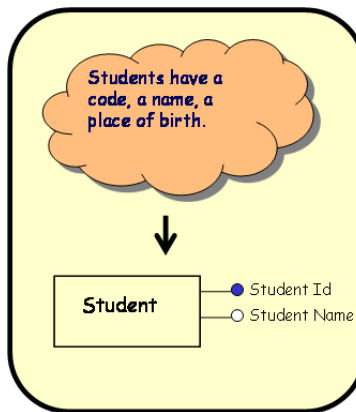 Students have a
code, a name, a
place of birth.
Student
Student Id
Student Name